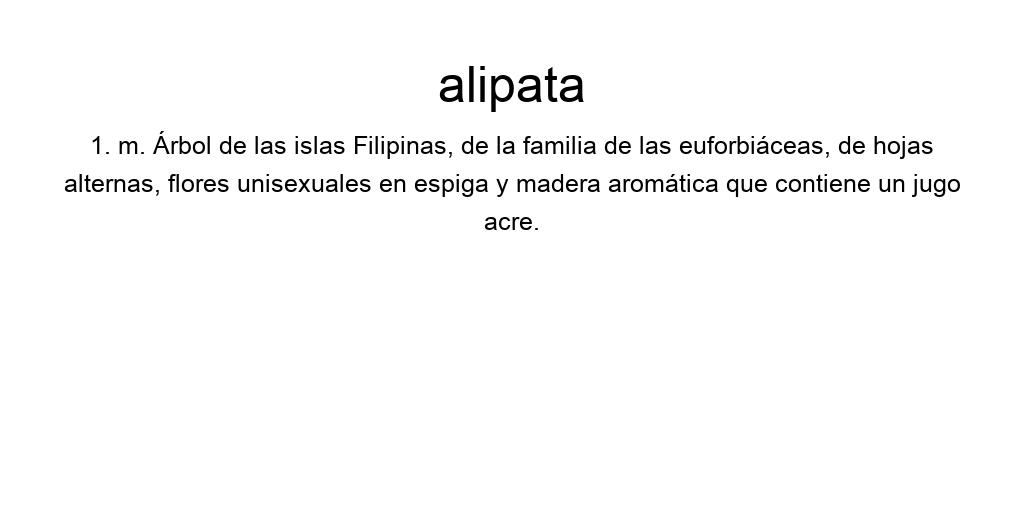 alipata
1. m. Árbol de las islas Filipinas, de la familia de las euforbiáceas, de hojas
alternas, flores unisexuales en espiga y madera aromática que contiene un jugo
acre.